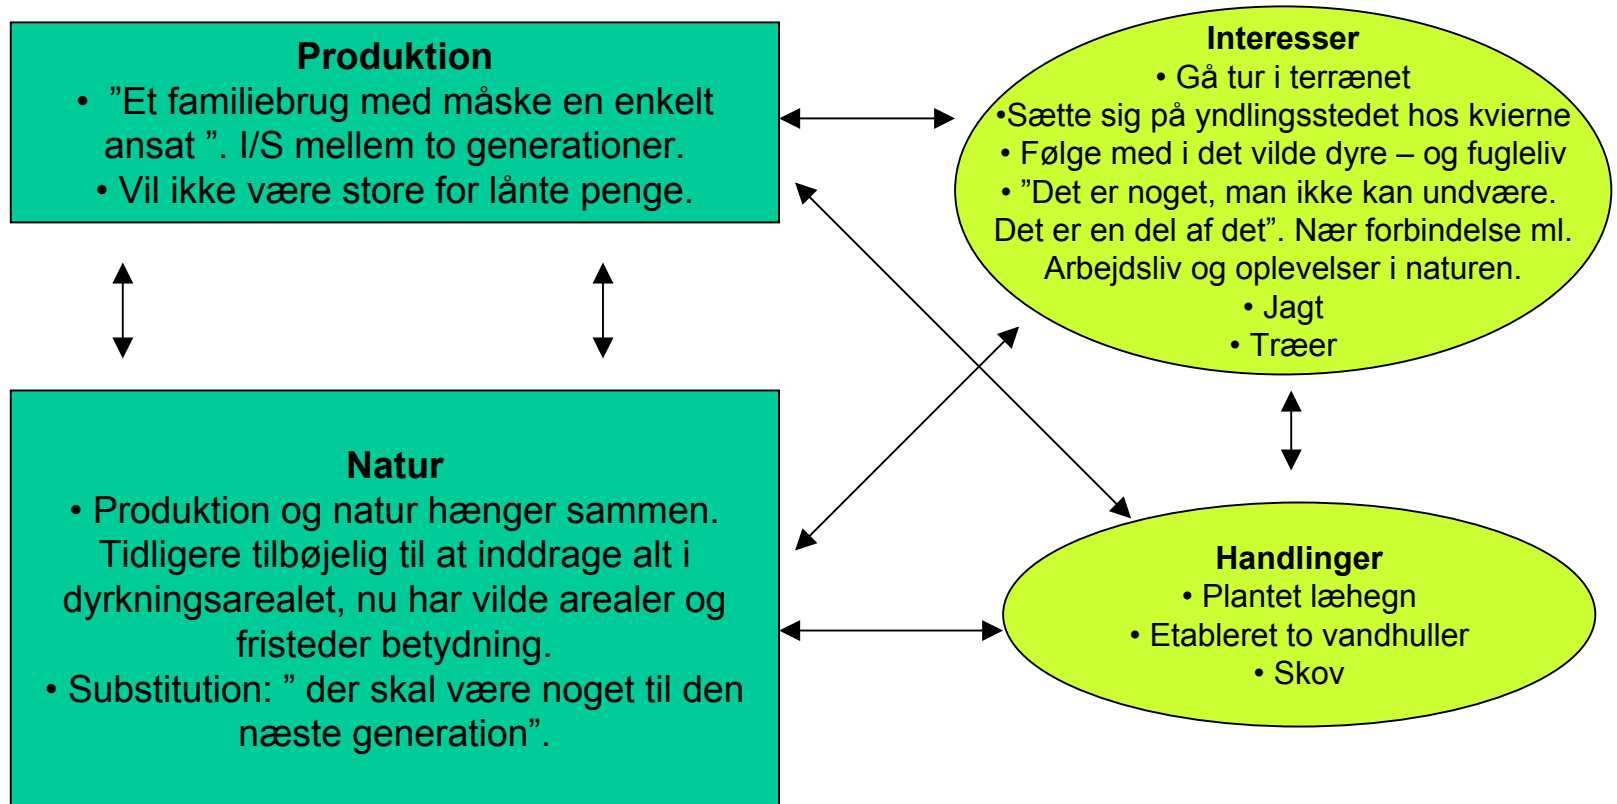 Produktion
• ”Et familiebrug med måske en enkelt
ansat ”. I/S mellem to generationer.
• Vil ikke være store for lånte penge.
Interesser
• Gå tur i terrænet
•Sætte sig på yndlingsstedet hos kvierne
• Følge med i det vilde dyre – og fugleliv
• ”Det er noget, man ikke kan undvære.
Det er en del af det”. Nær forbindelse ml.
Arbejdsliv og oplevelser i naturen.
• Jagt
• Træer
Natur
• Produktion og natur hænger sammen.
Tidligere tilbøjelig til at inddrage alt i
dyrkningsarealet, nu har vilde arealer og
fristeder betydning.
• Substitution: ” der skal være noget til den
næste generation”.
Handlinger
• Plantet læhegn
• Etableret to vandhuller
• Skov